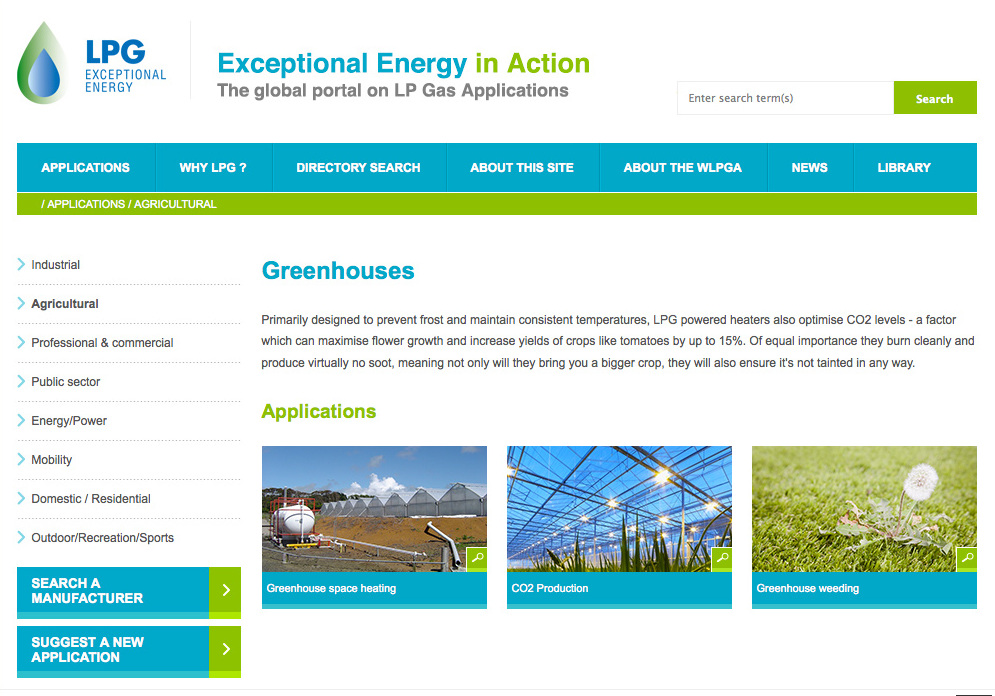 LPG
EXCEPTIONAL
ENERGY
Exceptional Energy in Action
The global portal on LP Gas Applications
Enter search term(s)
Search
APPLICATIONS
WHY LPG ?
DIRECTORY SEARCH
ABOUT THIS SITE
ABOUT THE WLPGA
NEWS
LIBRARY
/ APPLICATIONS / AGRICULTURAL
Industrial
Agricultural
Professional & commercial
Public sector
Energy/Power
Mobility
Domestic / Residential
Outdoor/Recreation/Sports
SEARCH A
MANUFACTURER
SUGGEST A NEW
APPLICATION
Greenhouses
Primarily designed to prevent frost and maintain consistent temperatures, LPG powered heaters also optimise CO2 levels - a factor
which can maximise flower growth and increase yields of crops like tomatoes by up to 15%. Of equal importance they burn cleanly and
produce virtually no soot, meaning not only will they bring you a bigger crop, they will also ensure it's not tainted in any way.
Applications
Greenhouse space heating
CO2 Production
Greenhouse weeding